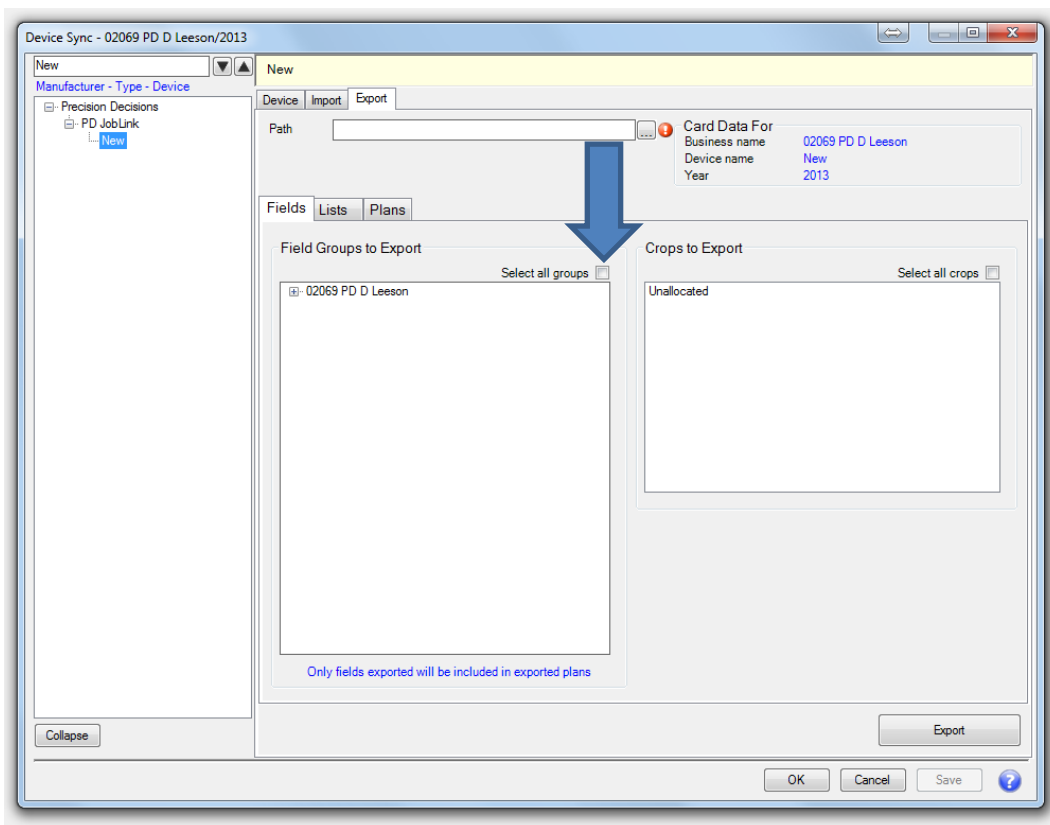 Device Sync - 02069 PD D Leeson/2013
New
Manufacturer - Type - Device
Precision Decisions
PD JobLink
New
New
Device Import Export
Path
...
Card Data For
Business name 02069 PD D Leeson
Device name New
Year 2013
Fields Lists Plans
Field Groups to Export
Select all groups
02069 PD D Leeson
Only fields exported will be included in exported plans
Crops to Export
Select all crops
Unallocated
Export
Collapse
OK Cancel Save ?